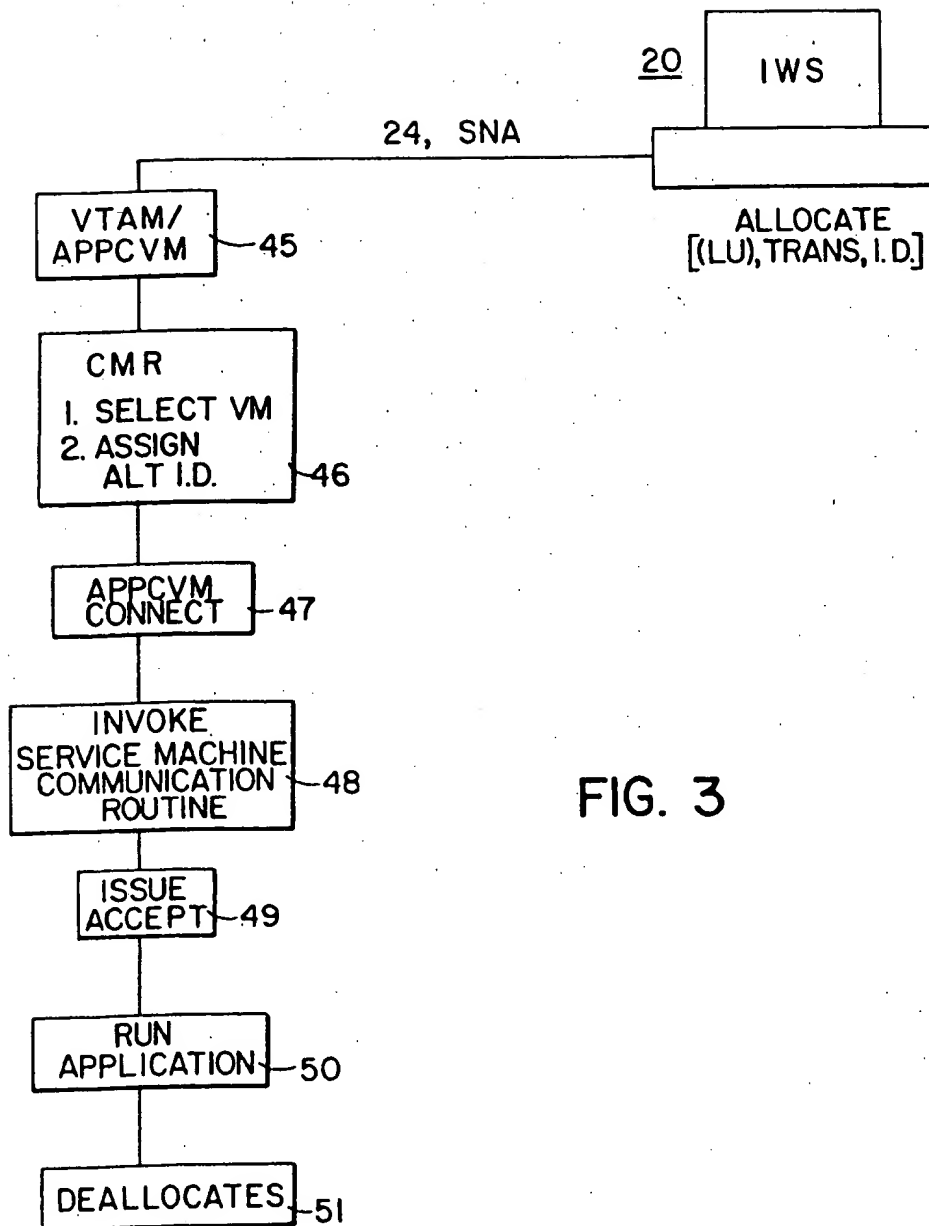 20
IWS
24, SNA
ALLOCATE
[(LU), TRANS, I.D.]
VTAM/
APPCVM
45
CMR
1. SELECT VM
2. ASSIGN
ALT I.D.
46
APPCVM
CONNECT
47
INVOKE
SERVICE MACHINE
COMMUNICATION
ROUTINE
48
FIG. 3
ISSUE
ACCEPT
49
RUN
APPLICATION
50
DEALLOCATES
51